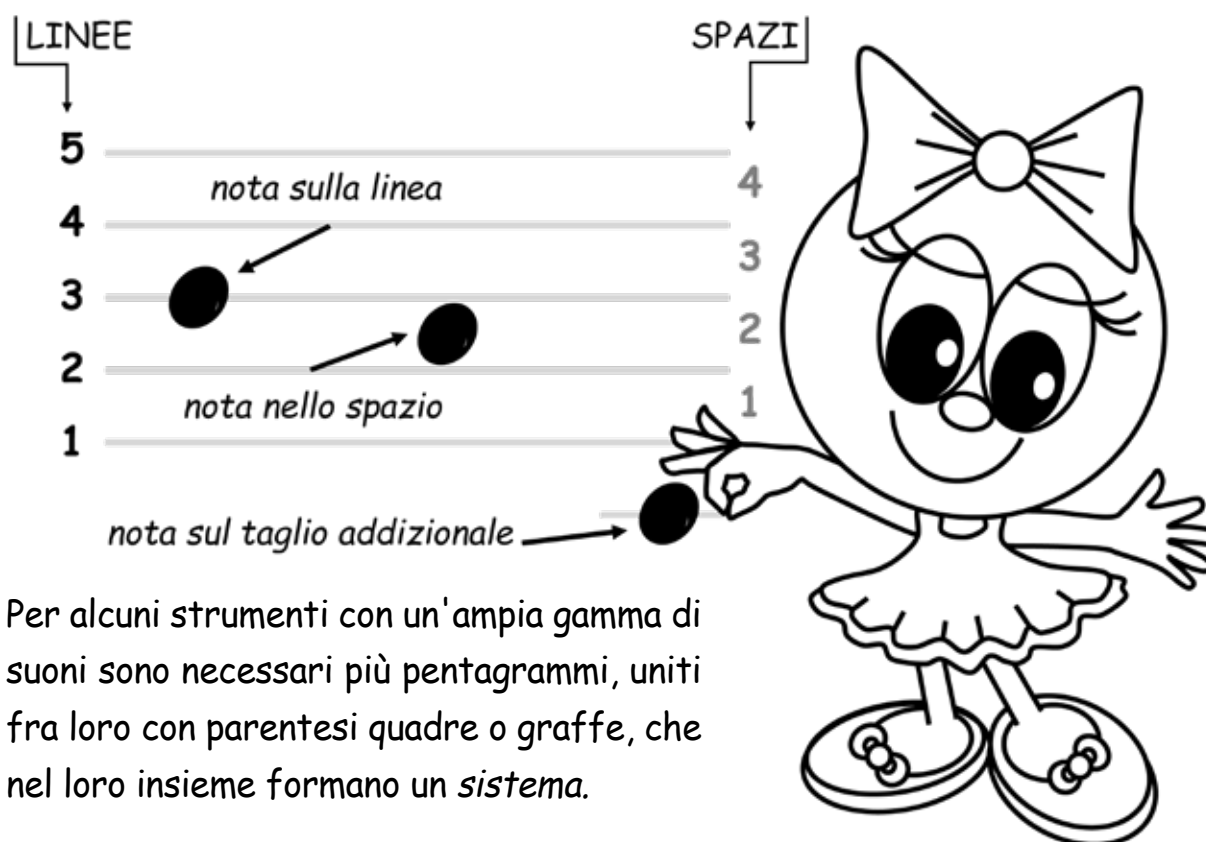 LINEE
SPAZI
5
4
nota sulla linea
4
3
3
2
2
nota nello spazio
1
1
nota sul taglio addizionale
Per alcuni strumenti con un'ampia gamma di
suoni sono necessari più pentagrammi, uniti
fra loro con parentesi quadre o graffe, che
nel loro insieme formano un sistema.